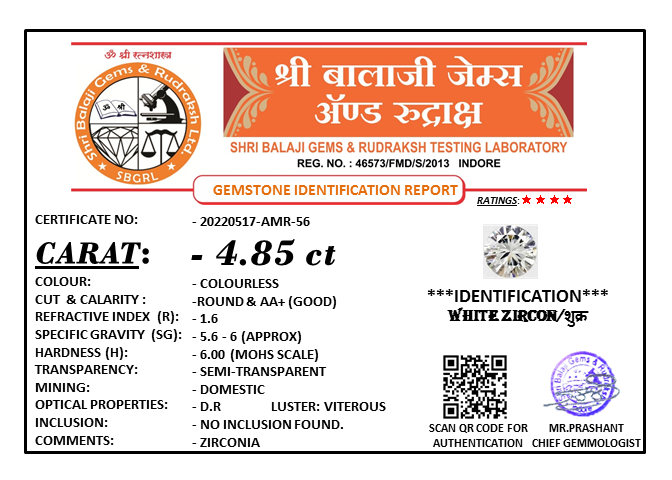 ॐ श्री रत्नशास्त्र
Shri Balaji Gems & Rudraksh Ltd.
SBGRL
श्री बालाजी जेम्स
ॲण्ड रुद्राक्ष
SHRI BALAJI GEMS & RUDRAKSH TESTING LABORATORY
REG. NO. : 46573/FMD/S/2013 INDORE
GEMSTONE IDENTIFICATION REPORT
RATINGS:
CERTIFICATE NO: - 20220517-AMR-56
CARAT: - 4.85 ct
COLOUR: - COLOURLESS
CUT & CALARITY : -ROUND & AA+ (GOOD)
REFRACTIVE INDEX (R): - 1.6
SPECIFIC GRAVITY (SG): - 5.6 - 6 (APPROX)
HARDNESS (H): - 6.00 (MOHS SCALE)
TRANSPARENCY: - SEMI-TRANSPARENT
MINING: - DOMESTIC
OPTICAL PROPERTIES: - D.R LUSTER: VITEROUS
INCLUSION: - NO INCLUSION FOUND.
COMMENTS: - ZIRCONIA
***IDENTIFICATION***
WHITE ZIRCON/शुक्र
SCAN QR CODE FOR
AUTHENTICATION
MR.PRASHANT
CHIEF GEMMOLOGIST